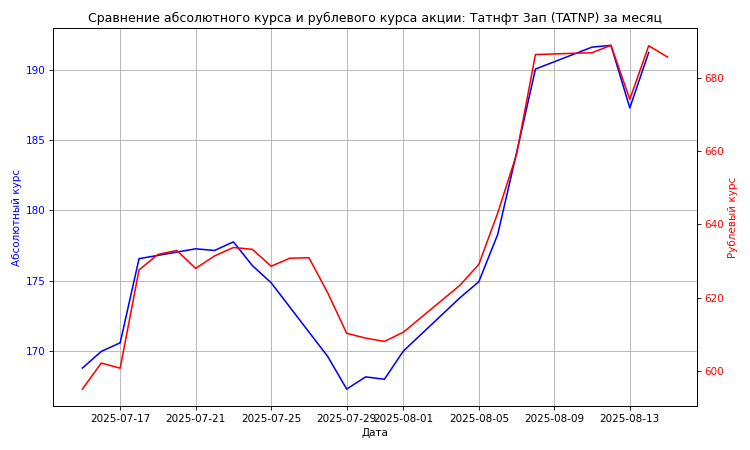 Сравнение абсолютного курса и рублевого курса акции: Татнфт 3ап (TATNP) за месяц
Абсолютный курс
190
185
180
175
170
Рублевый курс
680
660
640
620
600
2025-07-17 2025-07-21 2025-07-25 2025-07-29 2025-08-01 2025-08-05 2025-08-09 2025-08-13
Дата